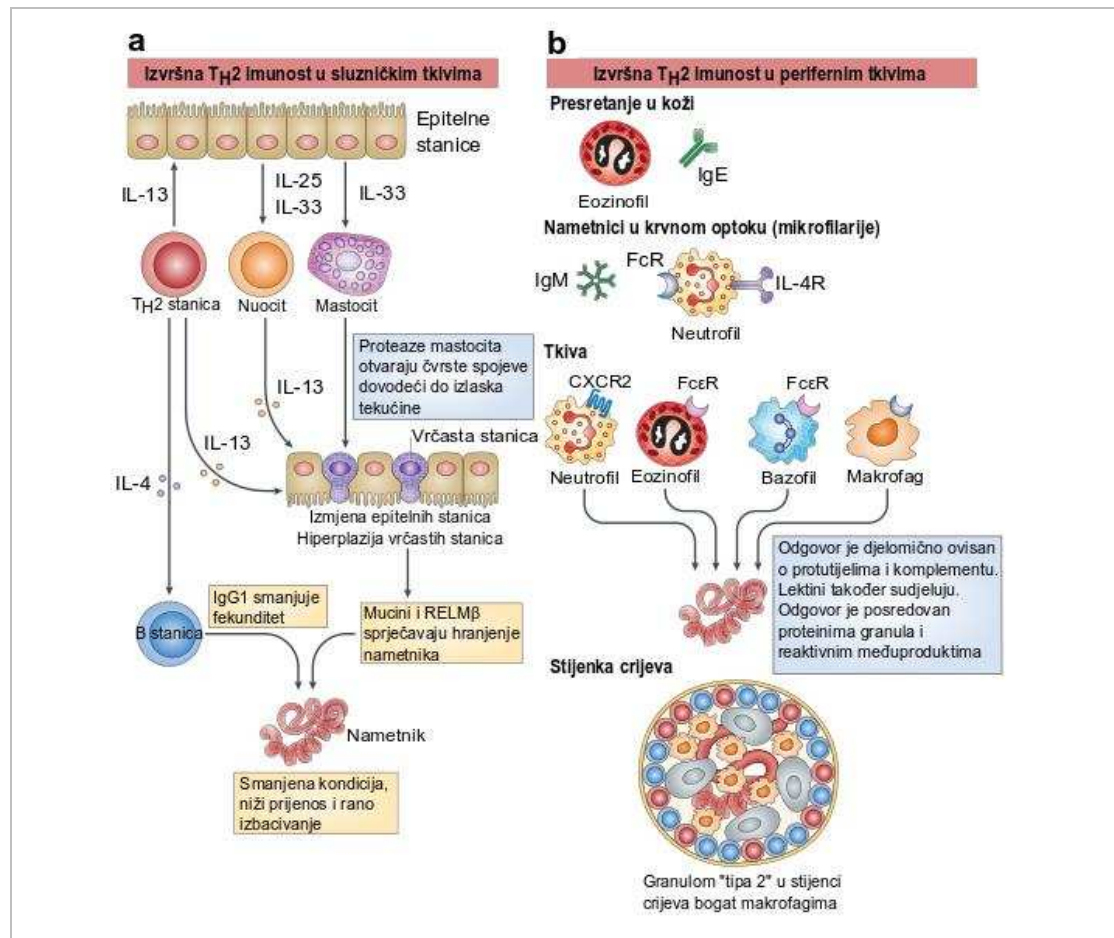 a
Izvršna TH2 imunost u sluzničkim tkivima
Epitelne
stanice
IL-13
IL-25
IL-33
IL-33
TH2 stanica
Nuocit
Mastocit
Proteaze mastocita
otvaraju čvrste spojeve
dovodeći do izlaska
tekućine
IL-13
Vrčasta stanica
IL-13
IL-4
Izmjena epitelnih stanica
Hiperplazija vrčastih stanica
IgG1 smanjuje
fekunditet
B stanica
Mucini i RELMβ
sprječavaju hranjenje
nametnika
Nametnik
Smanjena kondicija,
niži prijenos i rano
izbacivanje
b
Izvršna TH2 imunost u perifernim tkivima
Presretanje u koži
Eozinofil
IgE
Nametnici u krvnom optoku (mikrofilarije)
IgM
FcR
IL-4R
Neutrofil
Tkiva
CXCR2
FcεR
FcεR
Neutrofil
Eozinofil
Bazofil
Makrofag
Odgovor je djelomično ovisan
o protutijelima i komplementu.
Lektini također sudjeluju.
Odgovor je posredovan
proteinima granula i
reaktivnim međuproduktima
Stijenka crijeva
Granulom "tipa 2" u stijenci
crijeva bogat makrofagima